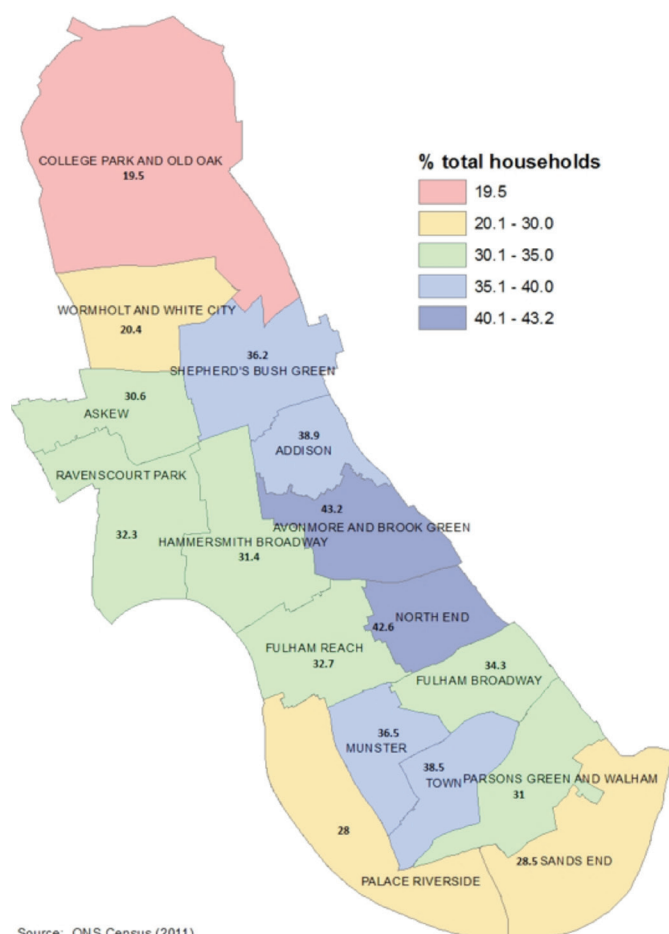 COLLEGE PARK AND OLD OAK
19.5
% total households
19.5
20.1 - 30.0
30.1 - 35.0
35.1 - 40.0
40.1 - 43.2
WORMHOLT AND WHITE CITY
20.4
36.2
SHEPHERD'S BUSH GREEN
30.6
ASKEW
38.9
ADDISON
RAVENSCOURT PARK
32.3
43.2
AVONMORE AND BROOK GREEN
HAMMERSMITH BROADWAY
31.4
NORTH END
42.6
FULHAM REACH
32.7
34.3
FULHAM BROADWAY
36.5
MUNSTER
38.5
TOWN
PARSONS GREEN AND WALHAM
31
28
28.5 SANDS END
PALACE RIVERSIDE
Source: ONS Census (2011)